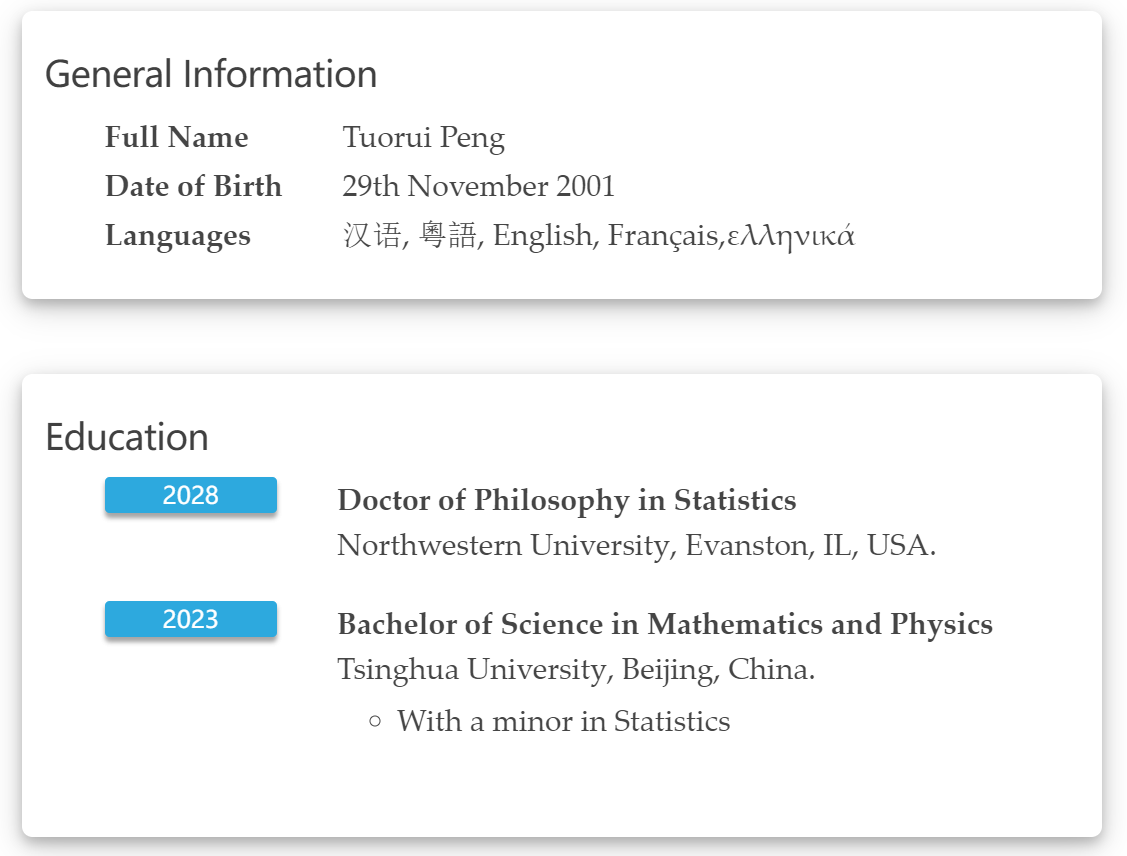 General Information
Full Name Tuorui Peng
Date of Birth 29th November 2001
Languages 汉语, 粵語, English, Français,ελληνικά
Education
2028 Doctor of Philosophy in Statistics
Northwestern University, Evanston, IL, USA.
2023 Bachelor of Science in Mathematics and Physics
Tsinghua University, Beijing, China.
With a minor in Statistics